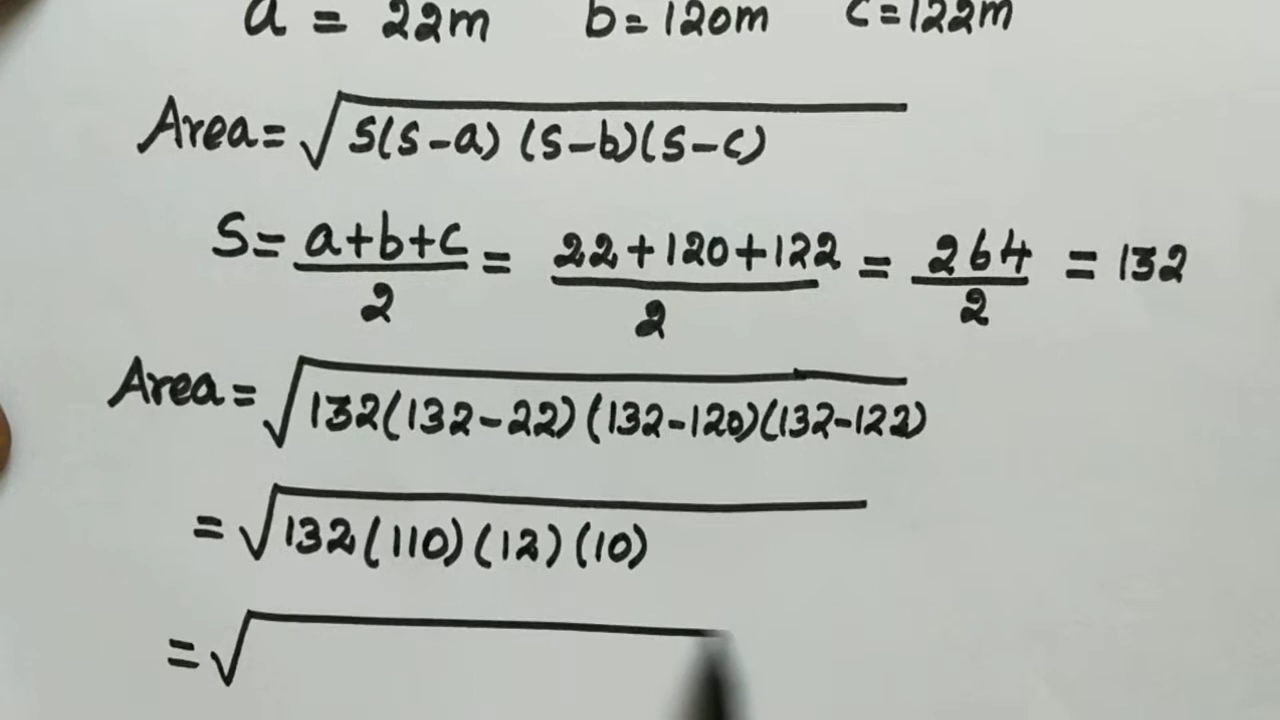 a = 22m b=120m c=122m
Area=√S(S-a) (S-b)(S-c)
S= a+b+c/2 = 22+120+122/2 = 264/2 = 132
Area=√132(132-22)(132-120)(132-122)
=√132(110)(12)(10)
=√